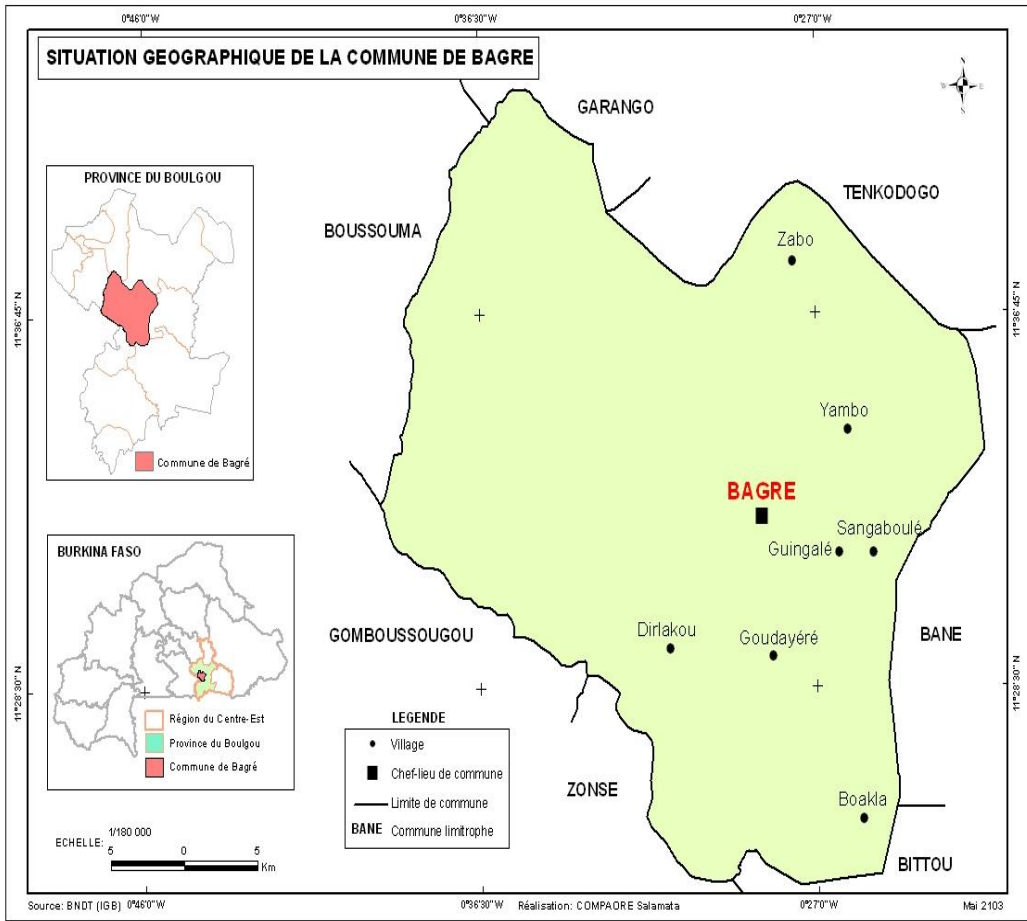 0°46'0"W 0°36'30"W 0°27'0"W
SITUATION GEOGRAPHIQUE DE LA COMMUNE DE BAGRE
N
W E
S
GARANGO
PROVINCE DU BOULGOU
TENKODOGO
BOUSSOUMA
Zabo
11°36'45" N
11°36'45" N
Yambo
Commune de Bagré
BAGRE
Sangaboulé
Guingalé
BURKINA FASO
GOMBOUSSOUGOU
Dirlakou
Goudayéré
BANE
11°28'30" N
11°28'30" N
Région du Centre-Est
Province du Boulgou
Commune de Bagré
LEGENDE
Village
Chef-lieu de commune
Limite de commune
BANE Commune limitrophe
ZONSE
Boakla
BITTOU
1/180 000
ECHELLE:
5 0 5
Km
Source: BNDT (IGB) 0°46'0"W 0°36'30"W Réalisation: COMPAORE Salamata 0°27'0"W Mai 2103